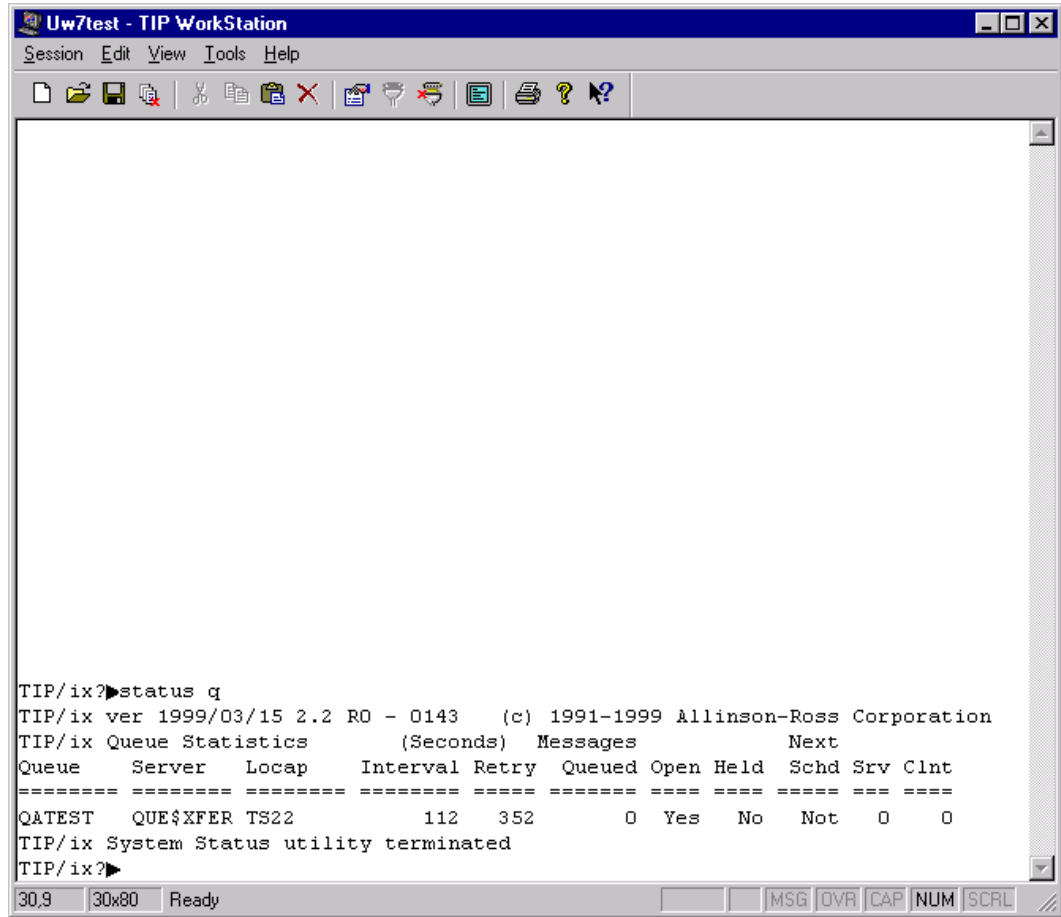 Uw7test - TIP WorkStation
Session Edit View Tools Help
TIP/ix?▶status q
TIP/ix ver 1999/03/15 2.2 R0 - 0143   (c) 1991-1999 Allinson-Ross Corporation
TIP/ix Queue Statistics        (Seconds)  Messages              Next
Queue    Server   Locap    Interval Retry  Queued Open Held  Schd Srv Clnt
======== ======== ======== ======== ===== ======= ==== ==== ===== === ====
QATEST   QUE$XFER TS22          112   352       0  Yes   No   Not   0    0
TIP/ix System Status utility terminated
TIP/ix?▶
30,9 30x80 Ready MSG OVR CAP NUM SCRL